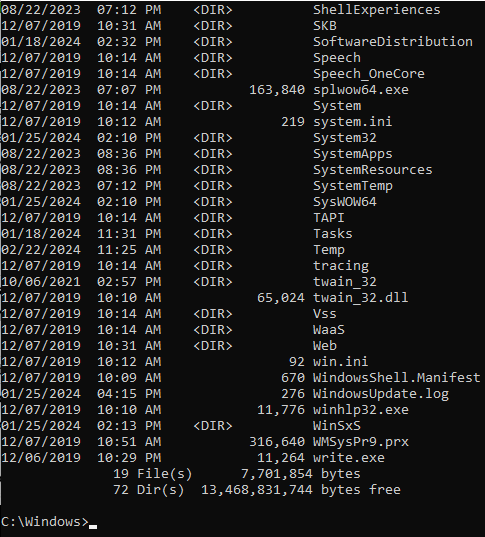 08/22/2023  07:12 PM    <DIR>          ShellExperiences
12/07/2019  10:31 AM    <DIR>          SKB
01/18/2024  02:32 PM    <DIR>          SoftwareDistribution
12/07/2019  10:14 AM    <DIR>          Speech
12/07/2019  10:14 AM    <DIR>          Speech_OneCore
08/22/2023  07:07 PM           163,840 splwow64.exe
12/07/2019  10:14 AM    <DIR>          System
12/07/2019  10:12 AM               219 system.ini
01/25/2024  02:10 PM    <DIR>          System32
08/22/2023  08:36 PM    <DIR>          SystemApps
08/22/2023  08:36 PM    <DIR>          SystemResources
08/22/2023  07:12 PM    <DIR>          SystemTemp
01/25/2024  02:10 PM    <DIR>          SysWOW64
12/07/2019  10:14 AM    <DIR>          TAPI
01/18/2024  11:31 PM    <DIR>          Tasks
02/22/2024  11:25 AM    <DIR>          Temp
12/07/2019  10:14 AM    <DIR>          tracing
10/06/2021  02:57 PM    <DIR>          twain_32
12/07/2019  10:10 AM            65,024 twain_32.dll
12/07/2019  10:14 AM    <DIR>          Vss
12/07/2019  10:14 AM    <DIR>          WaaS
12/07/2019  10:31 AM    <DIR>          Web
12/07/2019  10:12 AM                92 win.ini
12/07/2019  10:09 AM               670 WindowsShell.Manifest
01/25/2024  04:15 PM               276 WindowsUpdate.log
12/07/2019  10:10 AM            11,776 winhlp32.exe
01/25/2024  02:13 PM    <DIR>          WinSxS
12/07/2019  10:51 AM           316,640 WMSysPr9.prx
12/06/2019  10:29 PM            11,264 write.exe
              19 File(s)      7,701,854 bytes
              72 Dir(s)  13,468,831,744 bytes free
C:\Windows>